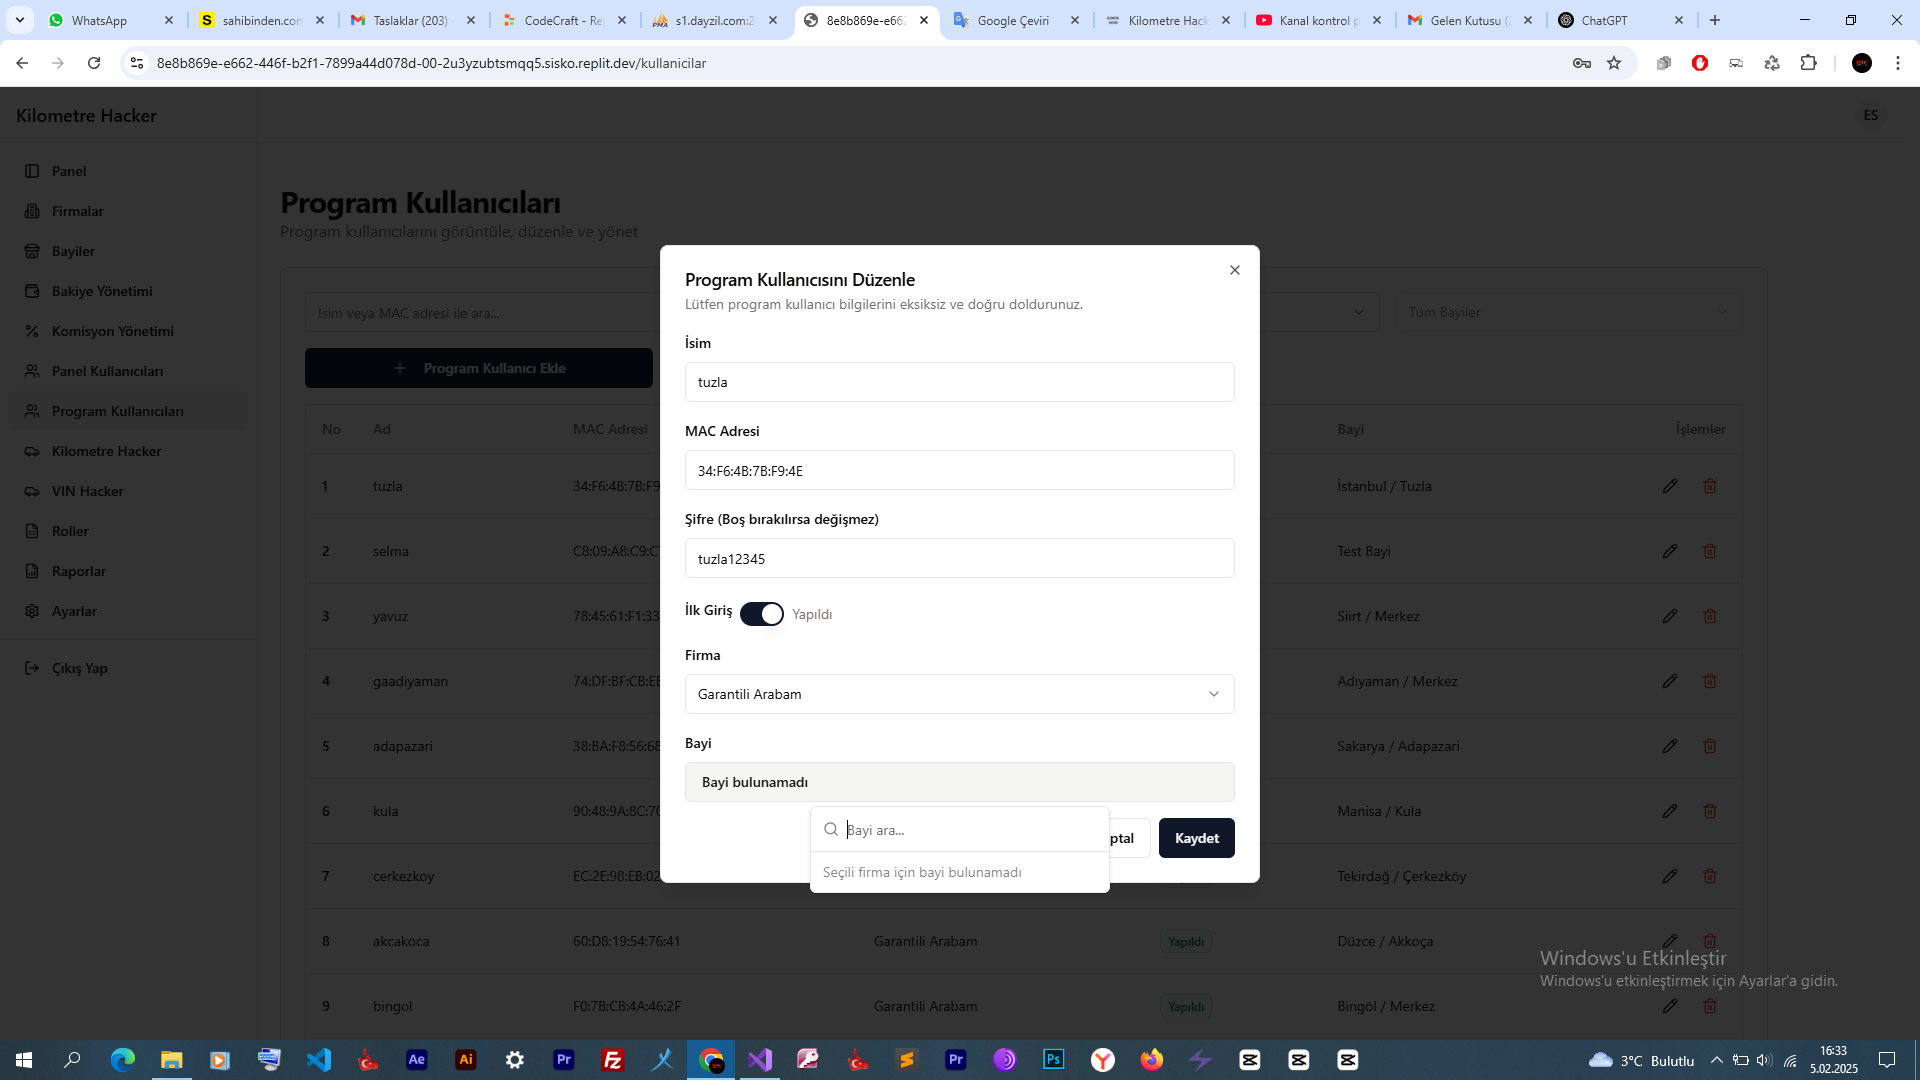 WhatsApp
sahibinden.con
Taslaklar (203)
CodeCraft - Re
s1.dayzil.com:2
8e8b869e-e662
Google Çeviri
Kilometre Hack
Kanal kontrol p
Gelen Kutusu (
ChatGPT
8e8b869e-e662-446f-b2f1-7899a44d078d-00-2u3yzubtsmqq5.sisko.replit.dev/kullanicilar
Kilometre Hacker
ES
Panel
Firmalar
Bayiler
Bakiye Yönetimi
Komisyon Yönetimi
Panel Kullanıcıları
Program Kullanıcıları
Kilometre Hacker
VIN Hacker
Roller
Raporlar
Ayarlar
Çıkış Yap
Program Kullanıcıları
Program kullanıcılarını görüntüle, düzenle ve yönet
İsim veya MAC adresi ile ara...
Tüm Bayiler
Program Kullanıcı Ekle
No Ad MAC Adresi Bayi İşlemler
1 tuzla 34:F6:4B:7B:F9 İstanbul / Tuzla
2 selma C8:09:A8:C9:C Test Bayi
3 yavuz 78:45:61:F1:33 Siirt / Merkez
4 gaadiyaman 74:DF:BF:CB:EE Adıyaman / Merkez
5 adapazari 38:BA:F8:56:68 Sakarya / Adapazari
6 kula 90:48:9A:8C:70 Manisa / Kula
7 cerkezkoy EC:2E:98:EB:02 Tekirdağ / Çerkezköy
8 akcakoca 60:D8:19:54:76:41 Garantili Arabam Yapıldı Düzce / Akkoça
9 bingol F0:7B:CB:4A:46:2F Garantili Arabam Yapıldı Bingöl / Merkez
Program Kullanıcısını Düzenle
Lütfen program kullanıcı bilgilerini eksiksiz ve doğru doldurunuz.
İsim
tuzla
MAC Adresi
34:F6:4B:7B:F9:4E
Şifre (Boş bırakılırsa değişmez)
tuzla12345
İlk Giriş Yapıldı
Firma
Garantili Arabam
Bayi
Bayi bulunamadı
Bayi ara...
Seçili firma için bayi bulunamadı
ptal
Kaydet
Windows'u Etkinleştir
Windows'u etkinleştirmek için Ayarlar'a gidin.
Ae
Ai
Pr
Fz
Pr
Ps
Y
3°C Bulutlu
16:33
5.02.2025